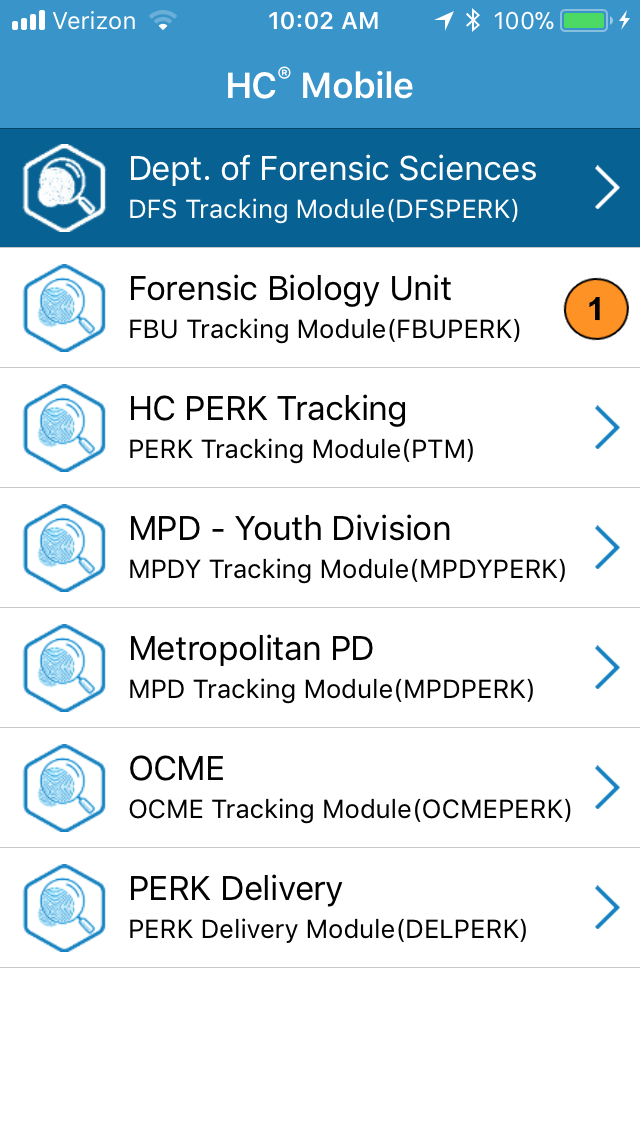 Verizon 10:02 AM 100%
HC® Mobile
Dept. of Forensic Sciences
DFS Tracking Module(DFSPERK)
Forensic Biology Unit
FBU Tracking Module(FBUPERK)
1
HC PERK Tracking
PERK Tracking Module(PTM)
MPD - Youth Division
MPDY Tracking Module(MPDYPERK)
Metropolitan PD
MPD Tracking Module(MPDPERK)
OCME
OCME Tracking Module(OCMEPERK)
PERK Delivery
PERK Delivery Module(DELPERK)